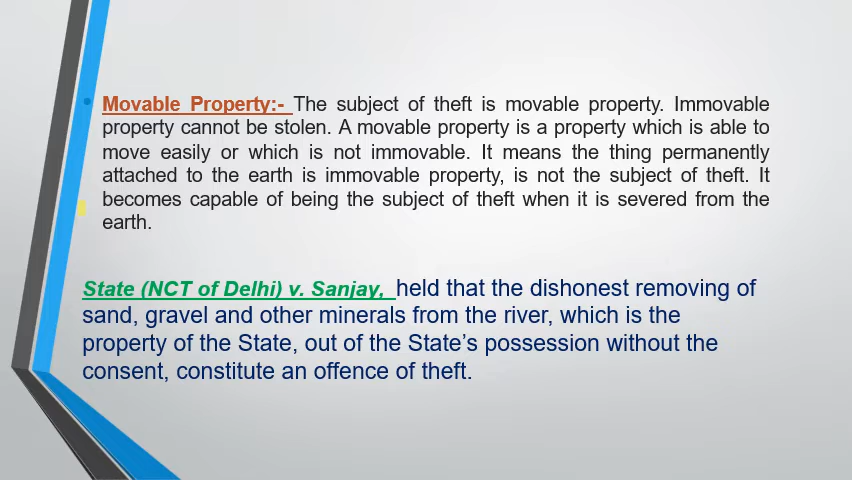 • Movable Property:- The subject of theft is movable property. Immovable
property cannot be stolen. A movable property is a property which is able to
move easily or which is not immovable. It means the thing permanently
attached to the earth is immovable property, is not the subject of theft. It
becomes capable of being the subject of theft when it is severed from the
earth.
State (NCT of Delhi) v. Sanjay, held that the dishonest removing of
sand, gravel and other minerals from the river, which is the
property of the State, out of the State’s possession without the
consent, constitute an offence of theft.